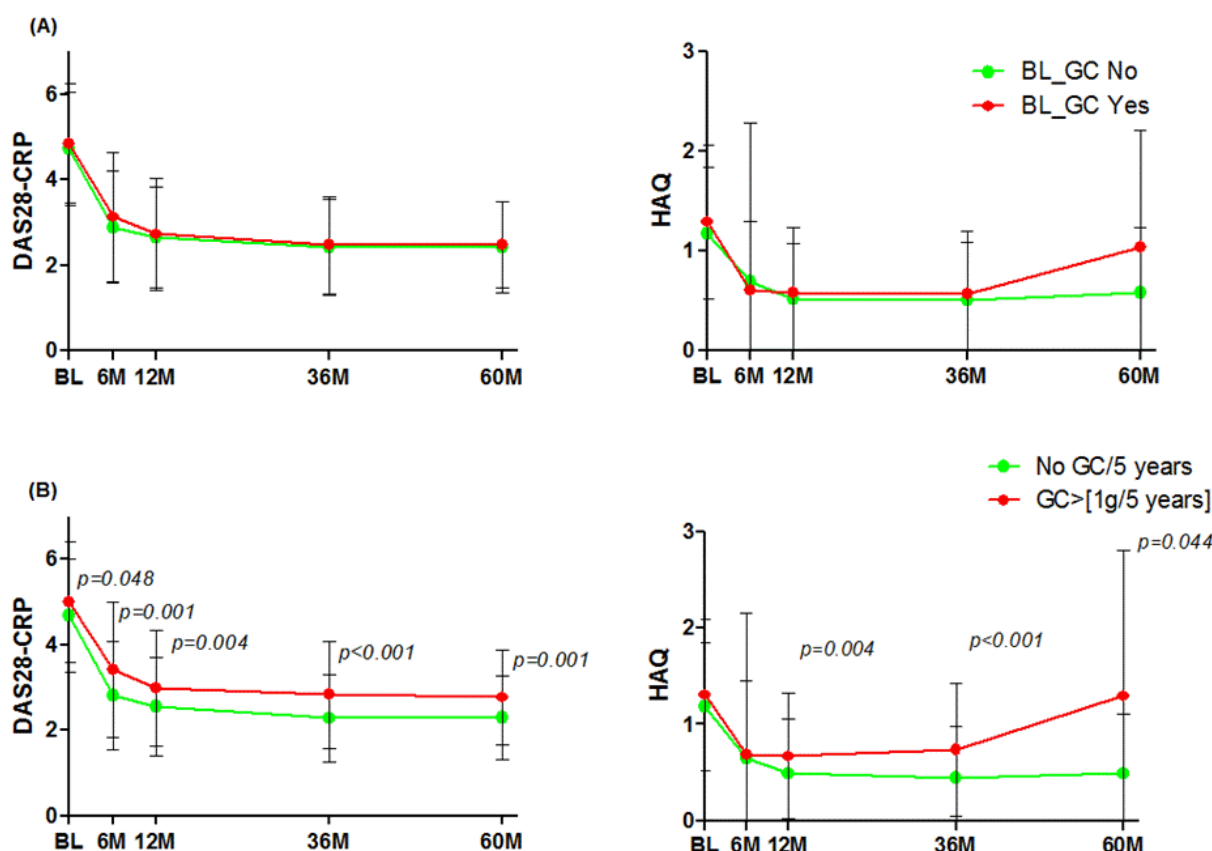 (A)
DAS28-CRP
6
4
2
0
BL 6M 12M 36M 60M
HAQ
3
2
1
0
BL 6M 12M 36M 60M
BL_GC No
BL_GC Yes
(B)
DAS28-CRP
6
4
2
0
p=0.048
p=0.001
p=0.004
p<0.001
p=0.001
BL 6M 12M 36M 60M
No GC/5 years
GC>[1g/5 years]
HAQ
3
2
1
0
p=0.004
p<0.001
p=0.044
BL 6M 12M 36M 60M